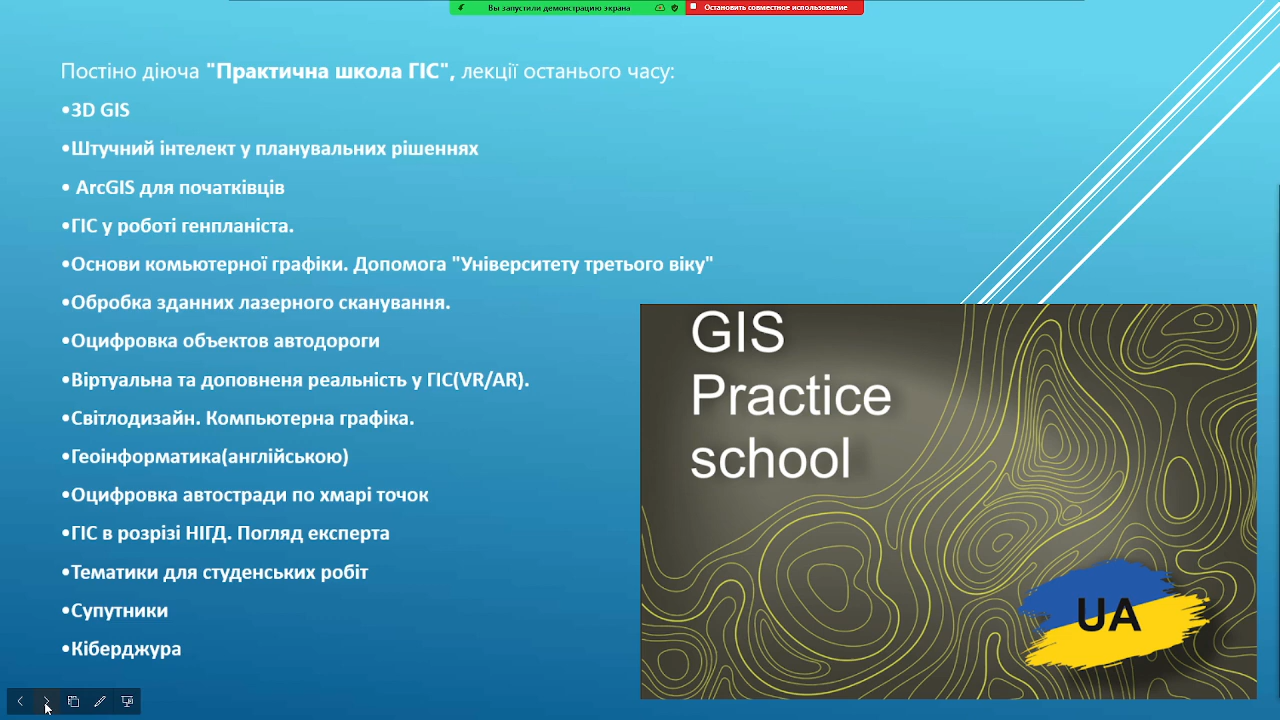 Вы запустили демонстрацию экрана
Остановить совместное использование
Постіно діюча "Практична школа ГІС", лекції останього часу:
•3D GIS
•Штучний інтелект у планувальних рішеннях
• ArcGIS для початківців
•ГІС у роботі генпланіста.
•Основи комьютерної графіки. Допомога "Університету третього віку"
•Обробка зданних лазерного сканування.
•Оцифровка объектов автодороги
•Віртуальна та доповненя реальність у ГІС(VR/AR).
•Світлодизайн. Компьютерна графіка.
•Геоінформатика(англійською)
•Оцифровка автостради по хмарі точок
•ГІС в розрізі НІГД. Погляд експерта
•Тематики для студенських робіт
•Супутники
•Кіберджура
GIS
Practice
school
UA